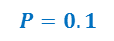 P = 0.1